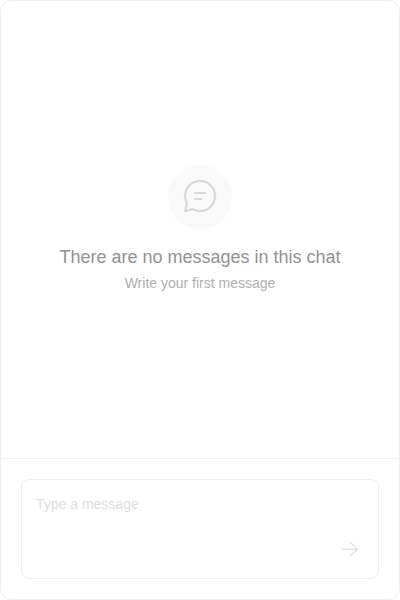 There are no messages in this chat
Write your first message
Type a message